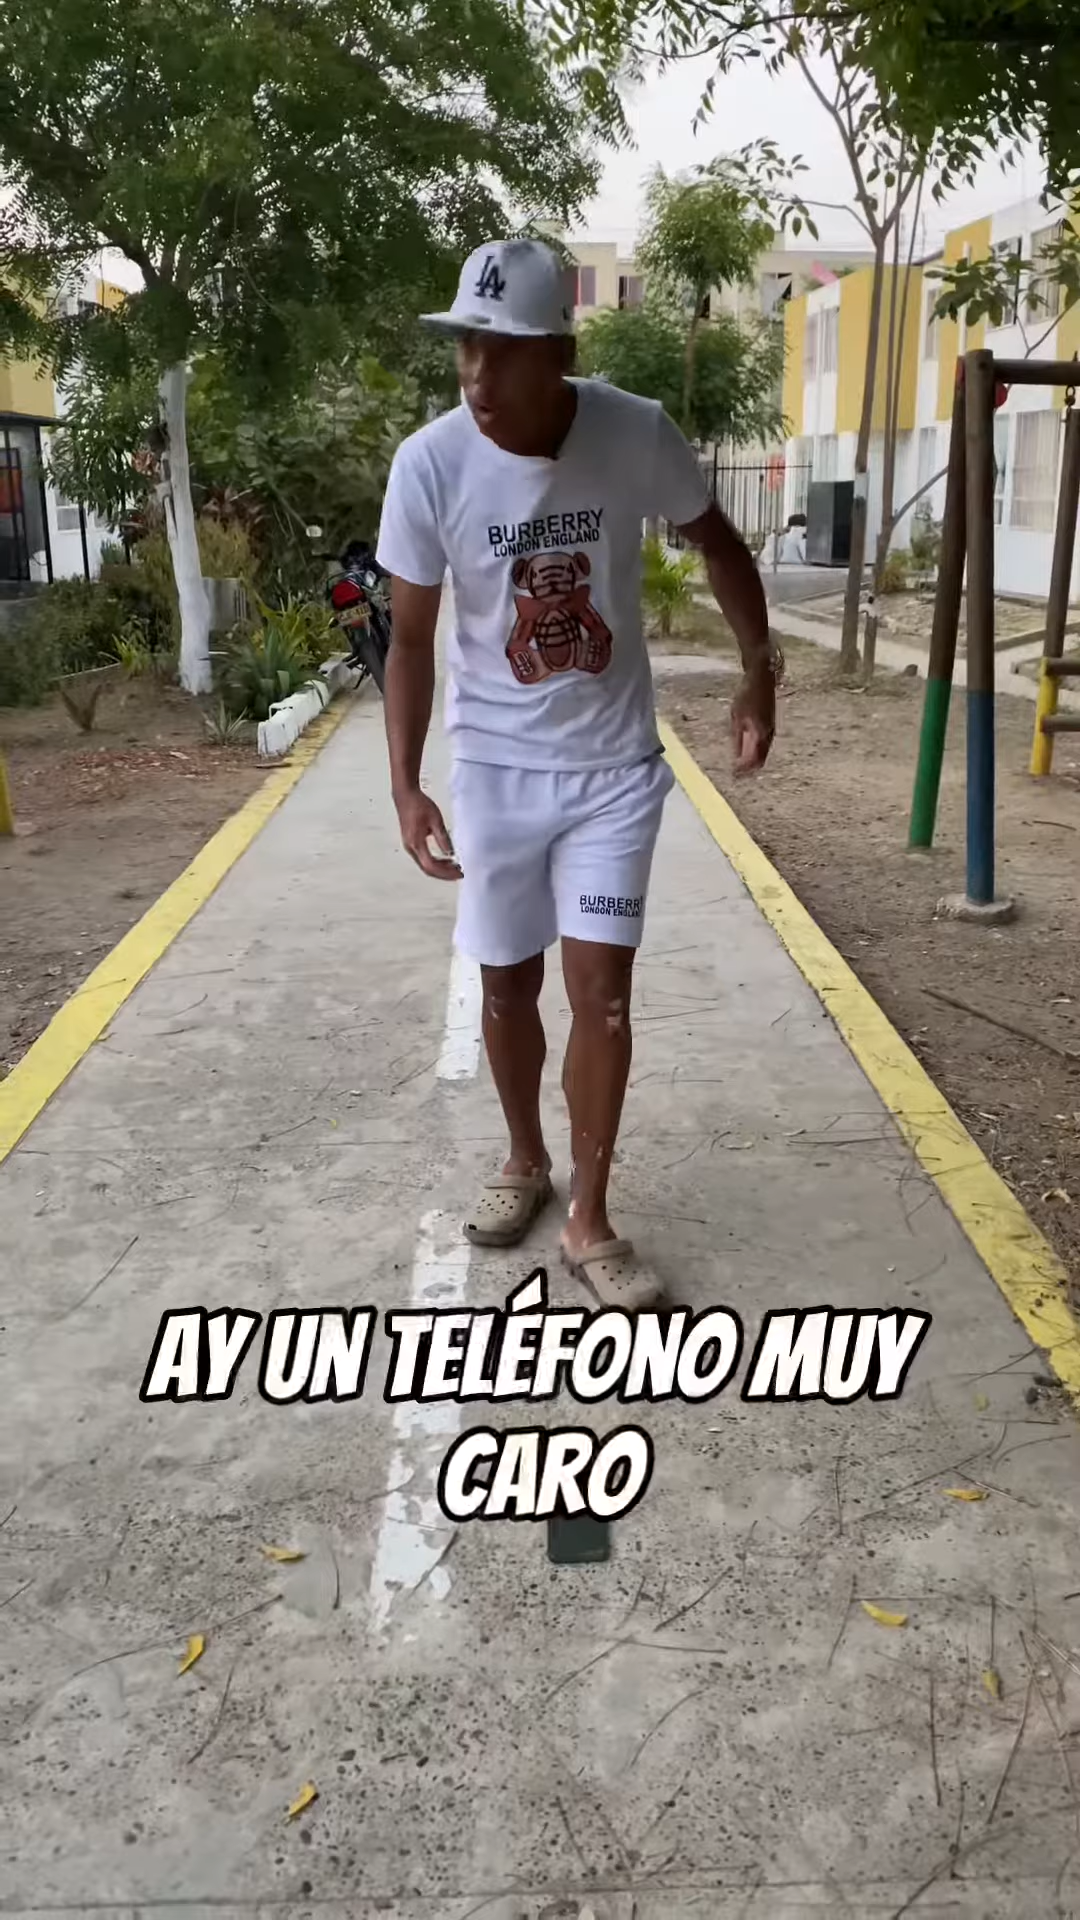 LA
BURBERRY
LONDON ENGLAND
BURBERRY
LONDON ENGLAND
AY UN TELÉFONO MUY
CARO